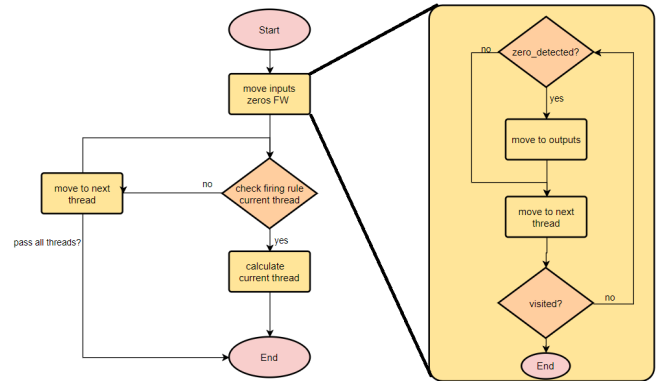 Start
move inputs
zeros FW
move to next
thread
no
check firing rule
current thread
pass all threads?
yes
calculate
current thread
End
no
zero_detected?
yes
move to outputs
move to next
thread
visited?
no
End